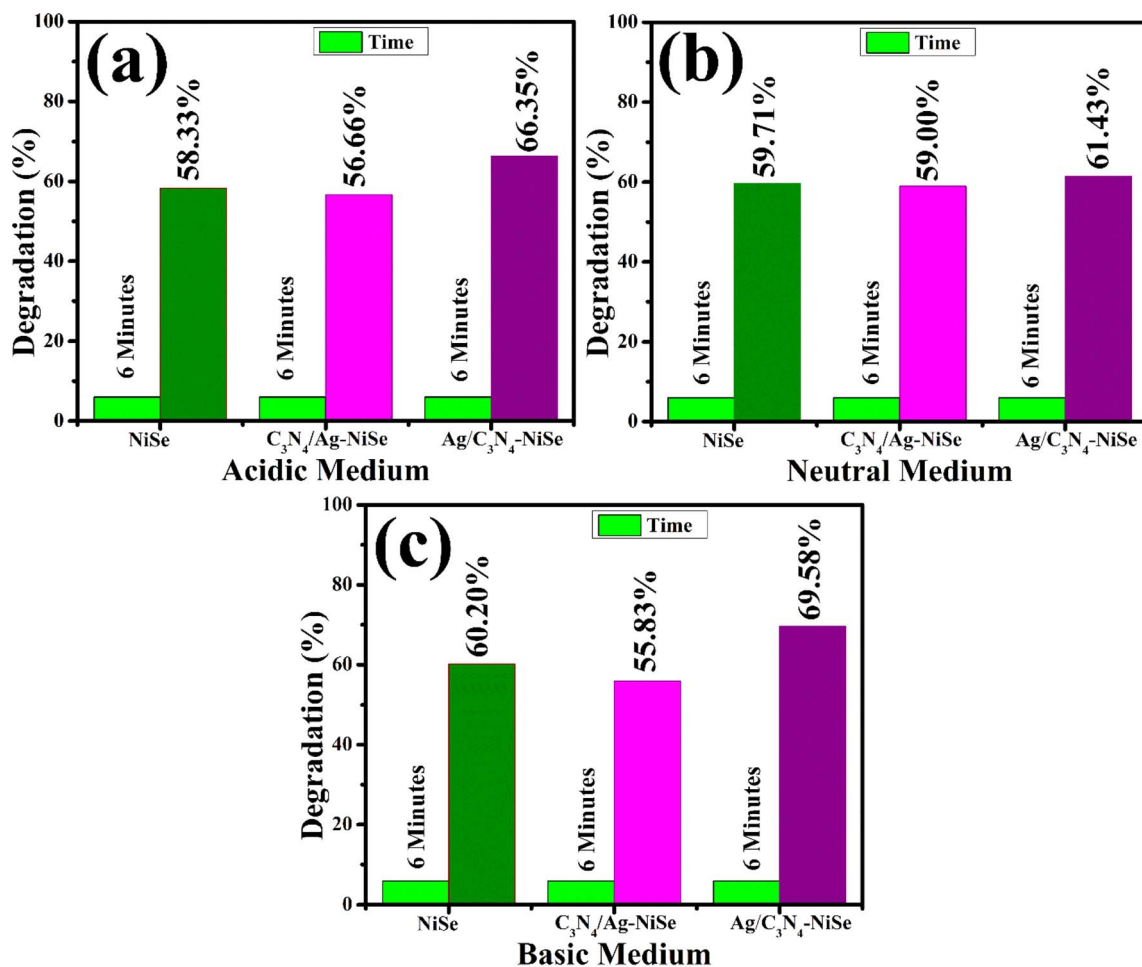 (a)
Time
Degradation (%)
100
80
60
40
20
0
6 Minutes
58.33%
6 Minutes
56.66%
6 Minutes
66.35%
NiSe
C₃N₄/Ag-NiSe
Ag/C₃N₄-NiSe
Acidic Medium
(b)
Time
Degradation (%)
100
80
60
40
20
0
6 Minutes
59.71%
6 Minutes
59.00%
6 Minutes
61.43%
NiSe
C₃N₄/Ag-NiSe
Ag/C₃N₄-NiSe
Neutral Medium
(c)
Time
Degradation (%)
100
80
60
40
20
0
6 Minutes
60.20%
6 Minutes
55.83%
6 Minutes
69.58%
NiSe
C₃N₄/Ag-NiSe
Ag/C₃N₄-NiSe
Basic Medium